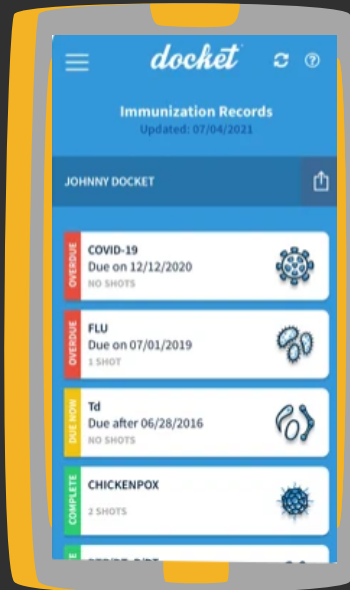 docket
Immunization Records
Updated: 07/04/2021
JOHNNY DOCKET
OVERDUE
COVID-19
Due on 12/12/2020
NO SHOTS
OVERDUE
FLU
Due on 07/01/2019
1 SHOT
DUE NOW
Td
Due after 06/28/2016
NO SHOTS
COMPLETE
CHICKENPOX
2 SHOTS